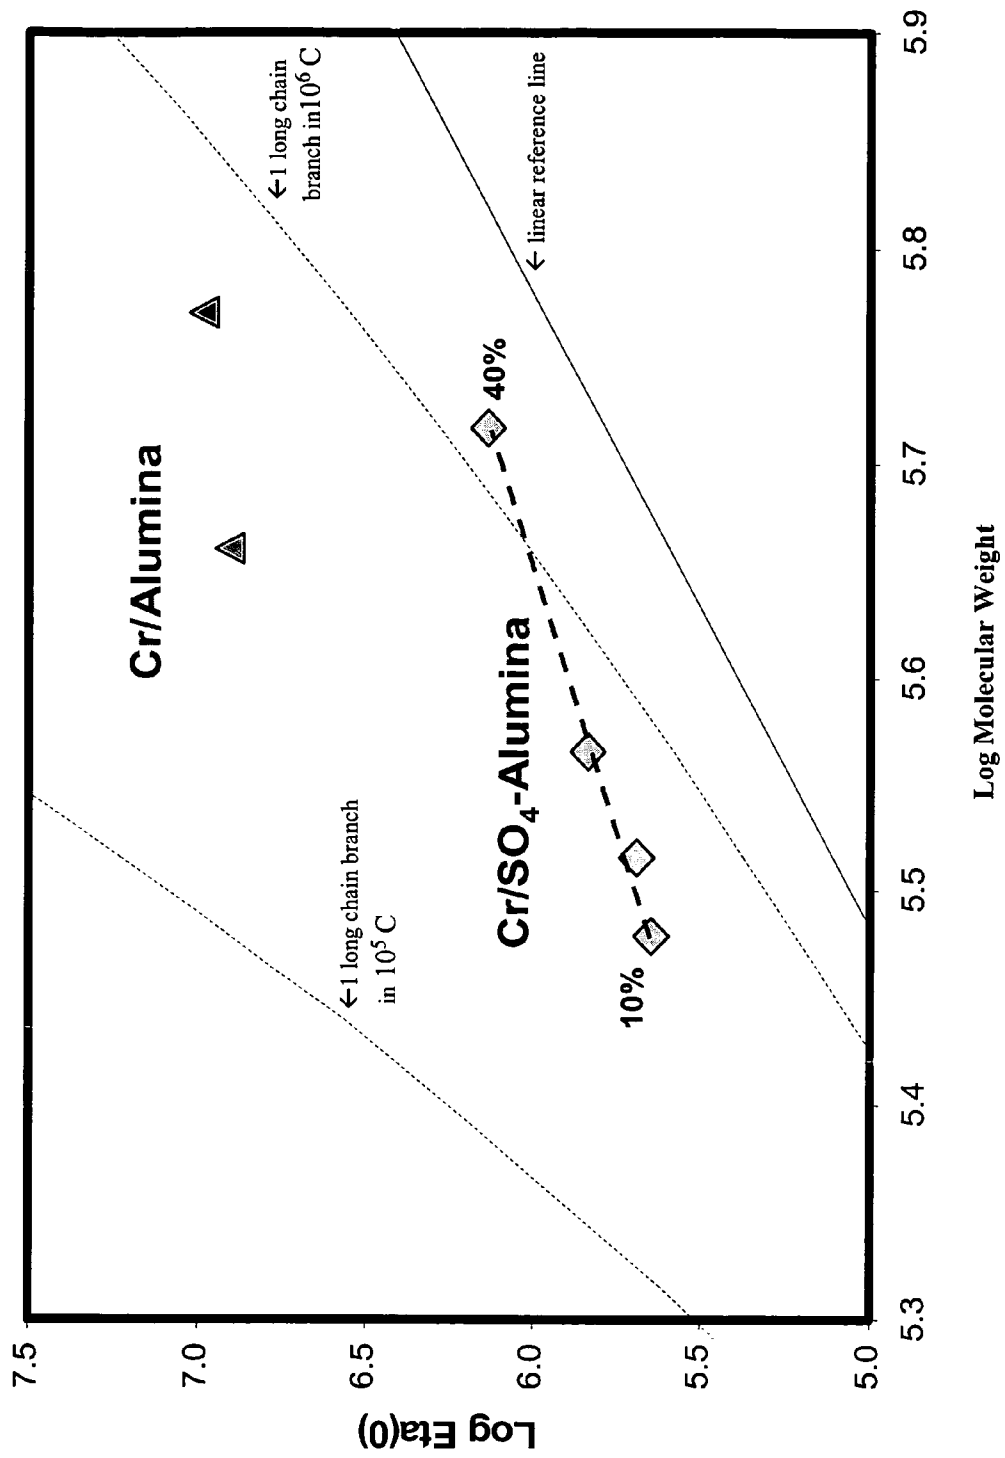 Log Eta(0)
7.5
7.0
6.5
6.0
5.5
5.0
Cr/Alumina
←1 long chain
branch in10⁶ C
←1 long chain branch
in 10⁵ C
Cr/SO₄-Alumina
← linear reference line
40%
10%
5.3
5.4
5.5
5.6
5.7
5.8
5.9
Log Molecular Weight